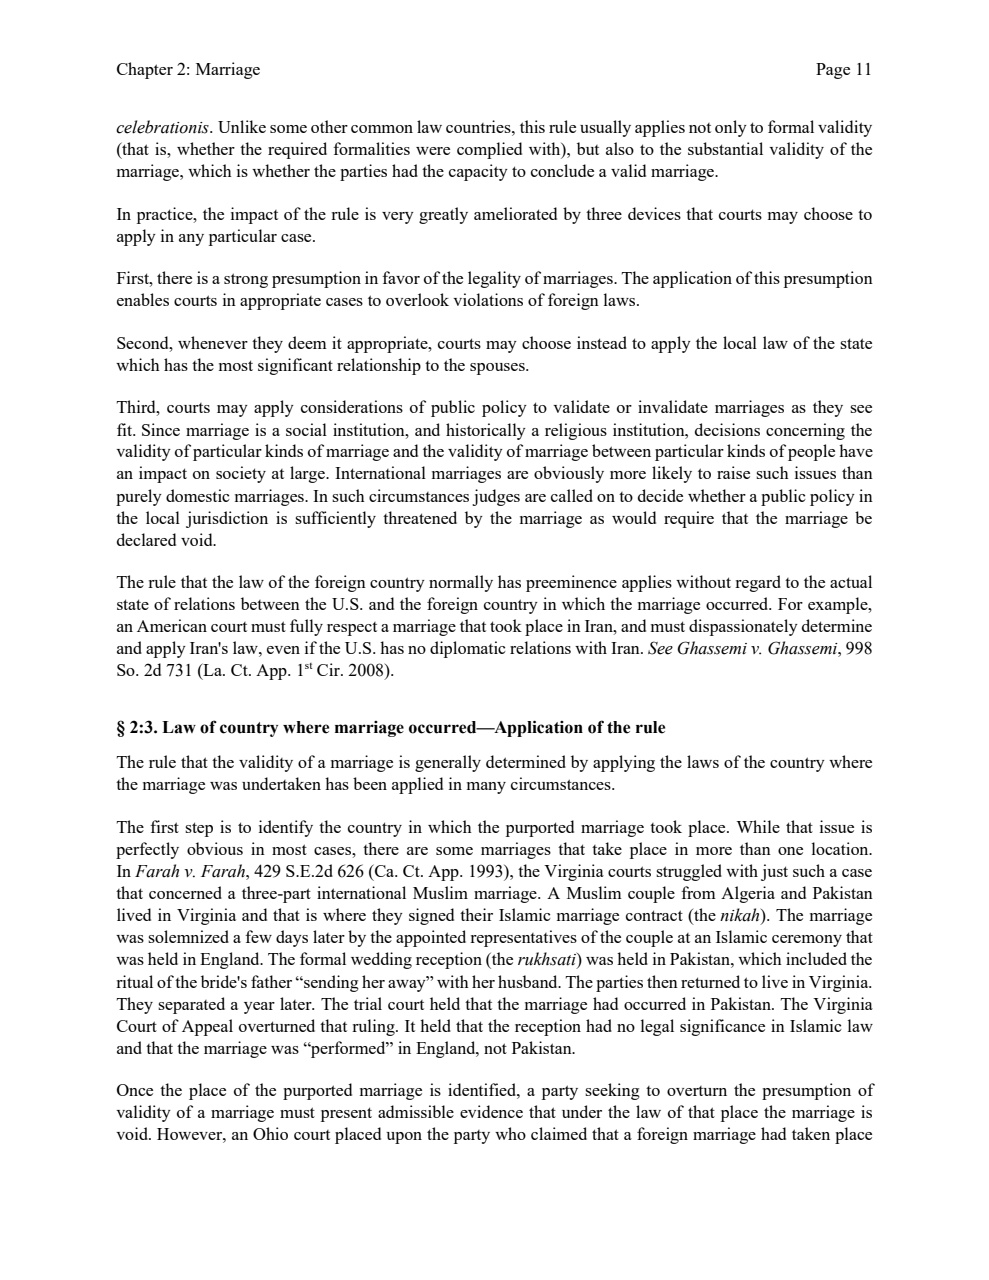 Chapter 2: Marriage Page 11
celebrationis. Unlike some other common law countries, this rule usually applies not only to formal validity
(that is, whether the required formalities were complied with), but also to the substantial validity of the
marriage, which is whether the parties had the capacity to conclude a valid marriage.
In practice, the impact of the rule is very greatly ameliorated by three devices that courts may choose to
apply in any particular case.
First, there is a strong presumption in favor of the legality of marriages. The application of this presumption
enables courts in appropriate cases to overlook violations of foreign laws.
Second, whenever they deem it appropriate, courts may choose instead to apply the local law of the state
which has the most significant relationship to the spouses.
Third, courts may apply considerations of public policy to validate or invalidate marriages as they see
fit. Since marriage is a social institution, and historically a religious institution, decisions concerning the
validity of particular kinds of marriage and the validity of marriage between particular kinds of people have
an impact on society at large. International marriages are obviously more likely to raise such issues than
purely domestic marriages. In such circumstances judges are called on to decide whether a public policy in
the local jurisdiction is sufficiently threatened by the marriage as would require that the marriage be
declared void.
The rule that the law of the foreign country normally has preeminence applies without regard to the actual
state of relations between the U.S. and the foreign country in which the marriage occurred. For example,
an American court must fully respect a marriage that took place in Iran, and must dispassionately determine
and apply Iran's law, even if the U.S. has no diplomatic relations with Iran. See Ghassemi v. Ghassemi, 998
So. 2d 731 (La. Ct. App. 1st Cir. 2008).
§ 2:3. Law of country where marriage occurred—Application of the rule
The rule that the validity of a marriage is generally determined by applying the laws of the country where
the marriage was undertaken has been applied in many circumstances.
The first step is to identify the country in which the purported marriage took place. While that issue is
perfectly obvious in most cases, there are some marriages that take place in more than one location.
In Farah v. Farah, 429 S.E.2d 626 (Ca. Ct. App. 1993), the Virginia courts struggled with just such a case
that concerned a three-part international Muslim marriage. A Muslim couple from Algeria and Pakistan
lived in Virginia and that is where they signed their Islamic marriage contract (the nikah). The marriage
was solemnized a few days later by the appointed representatives of the couple at an Islamic ceremony that
was held in England. The formal wedding reception (the rukhsati) was held in Pakistan, which included the
ritual of the bride's father “sending her away” with her husband. The parties then returned to live in Virginia.
They separated a year later. The trial court held that the marriage had occurred in Pakistan. The Virginia
Court of Appeal overturned that ruling. It held that the reception had no legal significance in Islamic law
and that the marriage was “performed” in England, not Pakistan.
Once the place of the purported marriage is identified, a party seeking to overturn the presumption of
validity of a marriage must present admissible evidence that under the law of that place the marriage is
void. However, an Ohio court placed upon the party who claimed that a foreign marriage had taken place